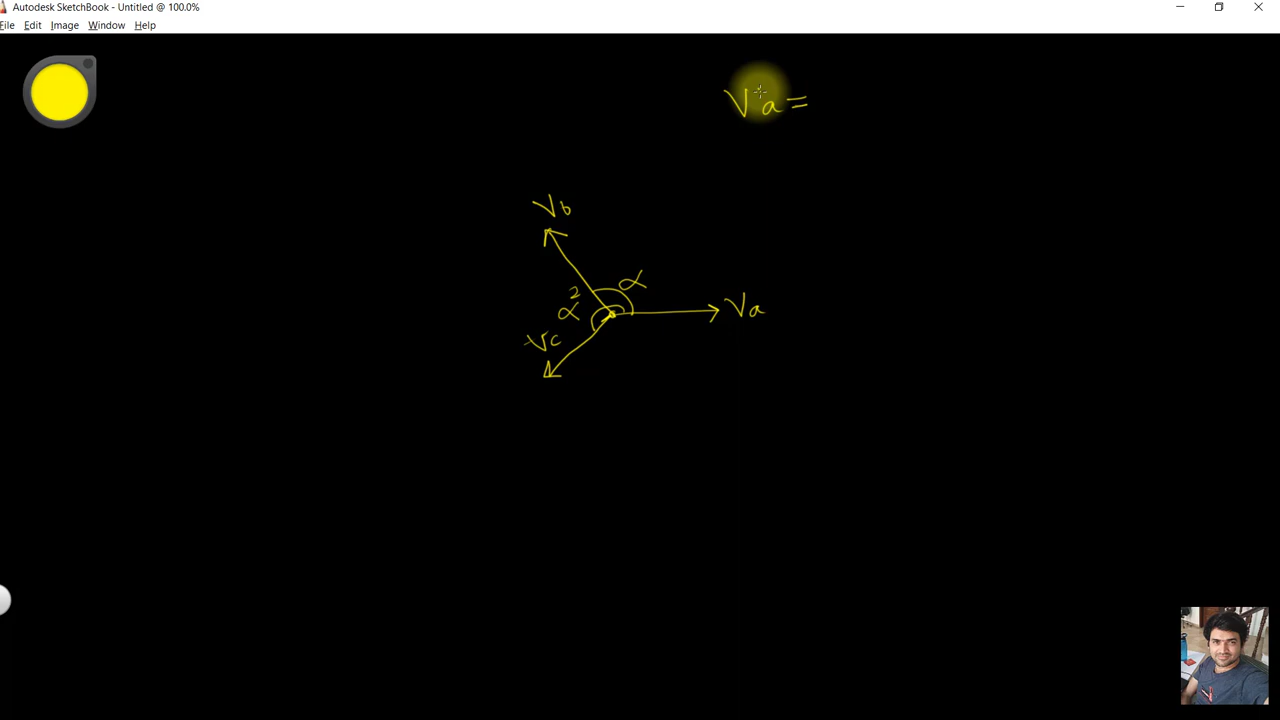 Autodesk SketchBook - Untitled @ 100.0%
File Edit Image Window Help
Va=
Vb
α
α²
Va
Vc